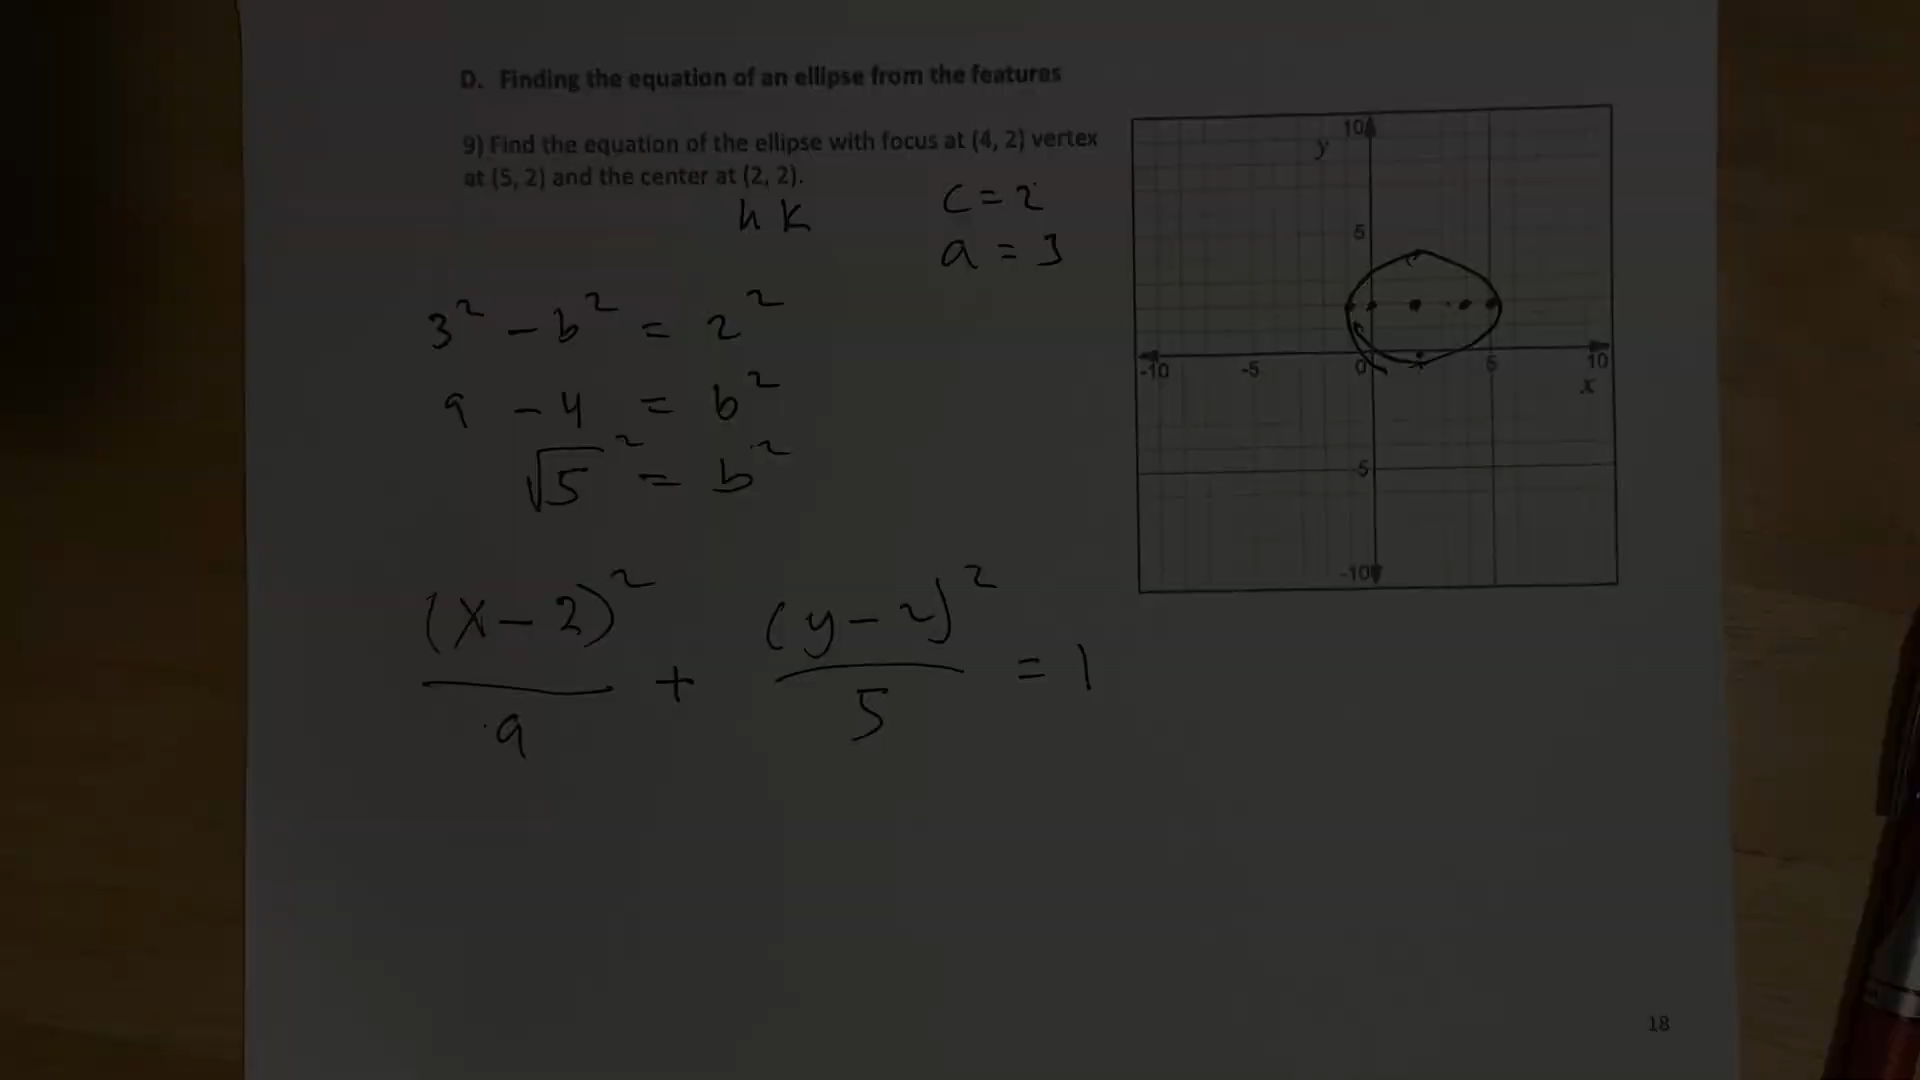 D. Finding the equation of an ellipse from the features
9) Find the equation of the ellipse with focus at (4, 2) vertex
at (5, 2) and the center at (2, 2).
h k
c = 2
a = 3
3² - b² = 2²
9 - 4 = b²
√5² = b²
(x - 2)²/9 + (y - 2)²/5 = 1
10
y
5
-10 -5 0 5 10
x
-5
-10
18